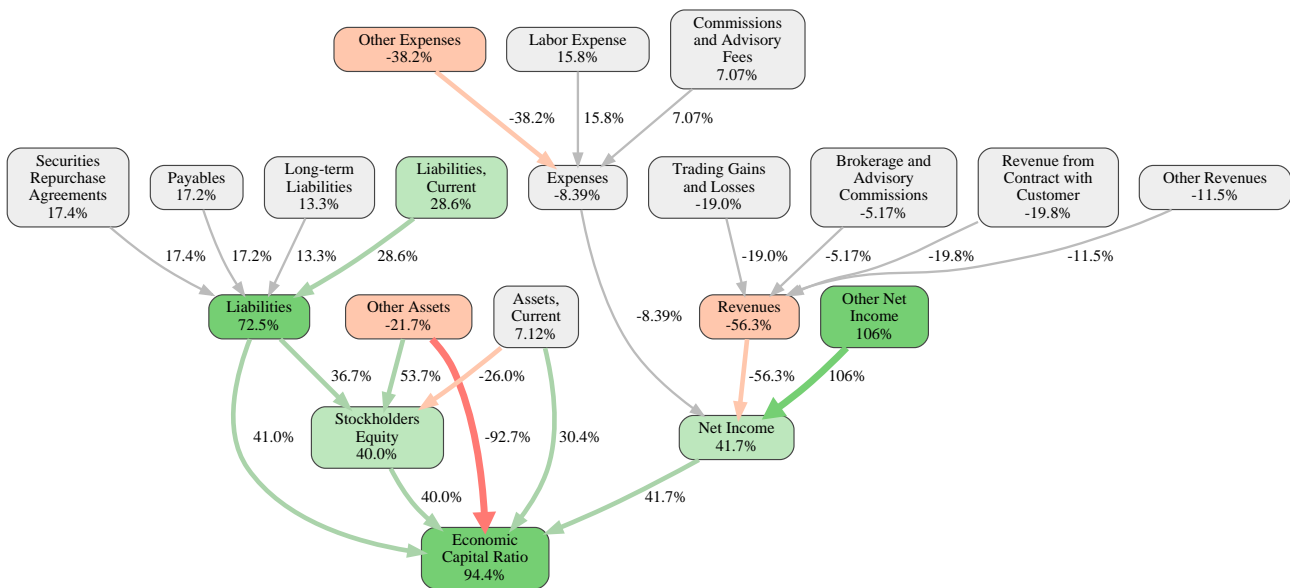 Other Expenses
-38.2%
Labor Expense
15.8%
Commissions
and Advisory
Fees
7.07%
-38.2%
15.8%
7.07%
Securities
Repurchase
Agreements
17.4%
Payables
17.2%
Long-term
Liabilities
13.3%
Liabilities,
Current
28.6%
Expenses
-8.39%
Trading Gains
and Losses
-19.0%
Brokerage and
Advisory
Commissions
-5.17%
Revenue from
Contract with
Customer
-19.8%
Other Revenues
-11.5%
17.4%
17.2%
13.3%
28.6%
-19.0%
-5.17%
-19.8%
-11.5%
Liabilities
72.5%
Other Assets
-21.7%
Assets,
Current
7.12%
-8.39%
Revenues
-56.3%
Other Net
Income
106%
36.7%
53.7%
-26.0%
-56.3%
106%
Stockholders
Equity
40.0%
Net Income
41.7%
41.0%
-92.7%
30.4%
40.0%
41.7%
Economic
Capital Ratio
94.4%